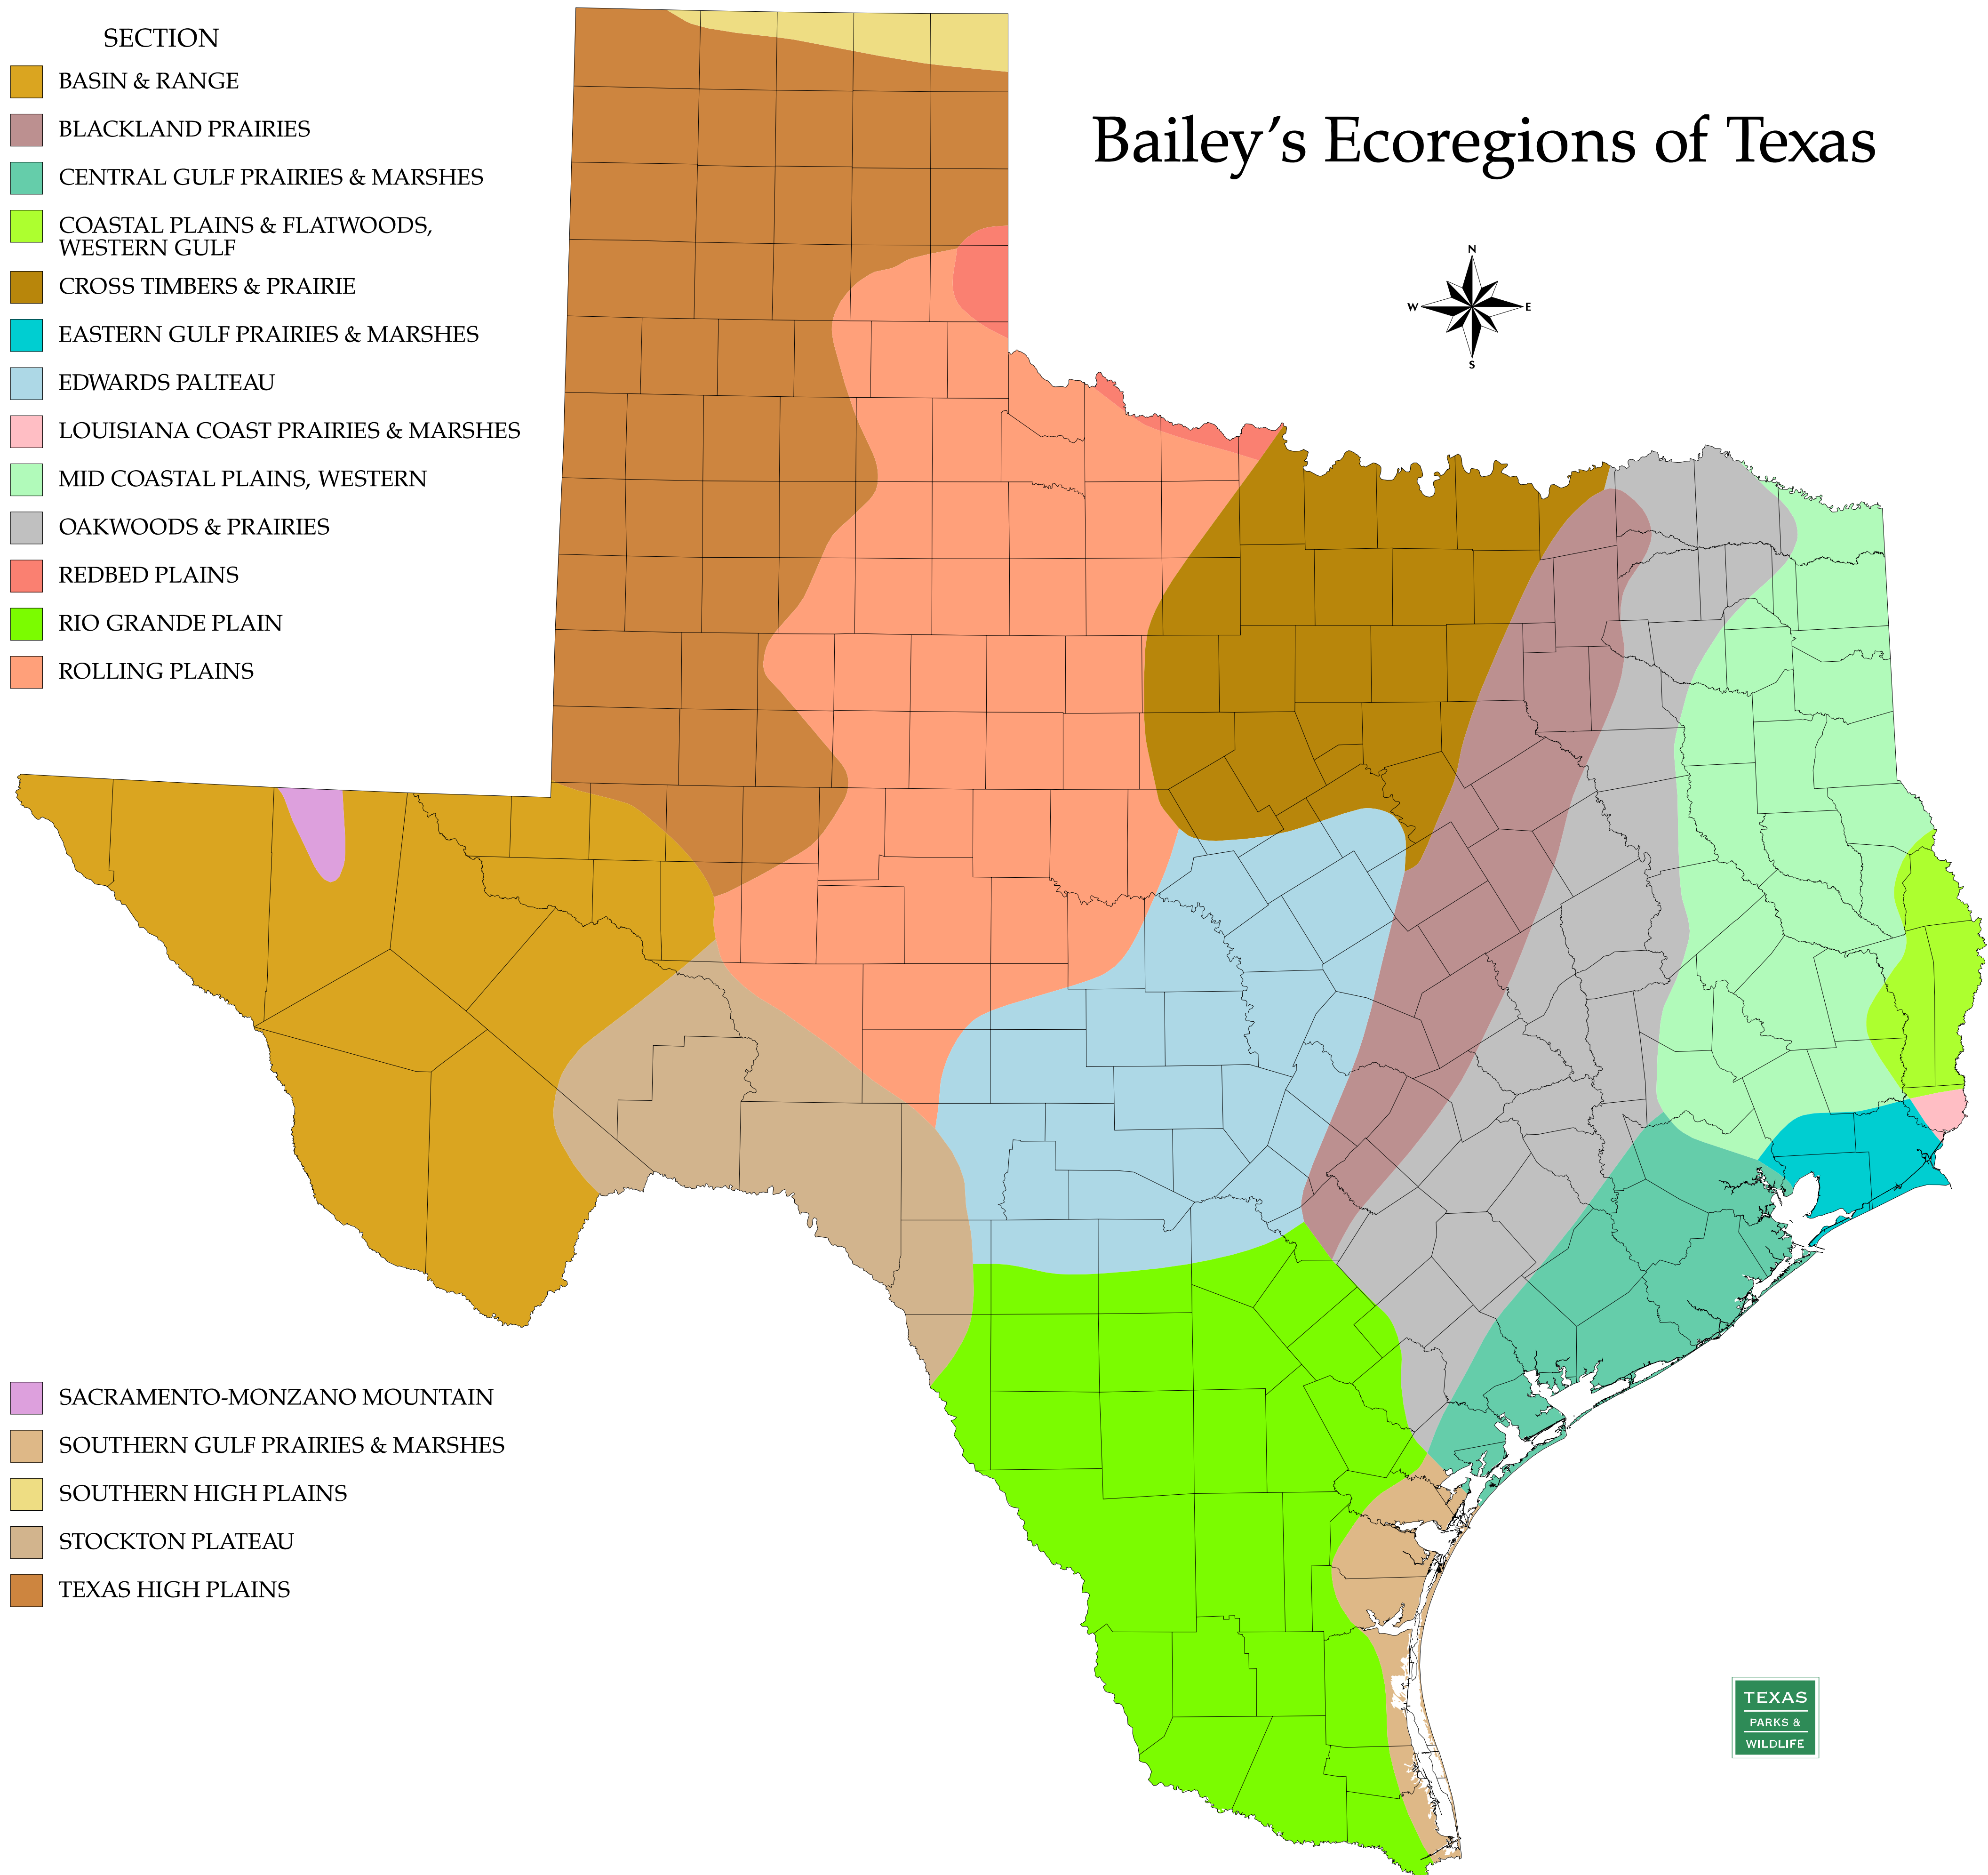 Bailey's Ecoregions of Texas
SECTION
BASIN & RANGE
BLACKLAND PRAIRIES
CENTRAL GULF PRAIRIES & MARSHES
COASTAL PLAINS & FLATWOODS,
WESTERN GULF
CROSS TIMBERS & PRAIRIE
EASTERN GULF PRAIRIES & MARSHES
EDWARDS PALTEAU
LOUISIANA COAST PRAIRIES & MARSHES
MID COASTAL PLAINS, WESTERN
OAKWOODS & PRAIRIES
REDBED PLAINS
RIO GRANDE PLAIN
ROLLING PLAINS
N
W
E
S
SACRAMENTO-MONZANO MOUNTAIN
SOUTHERN GULF PRAIRIES & MARSHES
SOUTHERN HIGH PLAINS
STOCKTON PLATEAU
TEXAS HIGH PLAINS
TEXAS
PARKS &
WILDLIFE